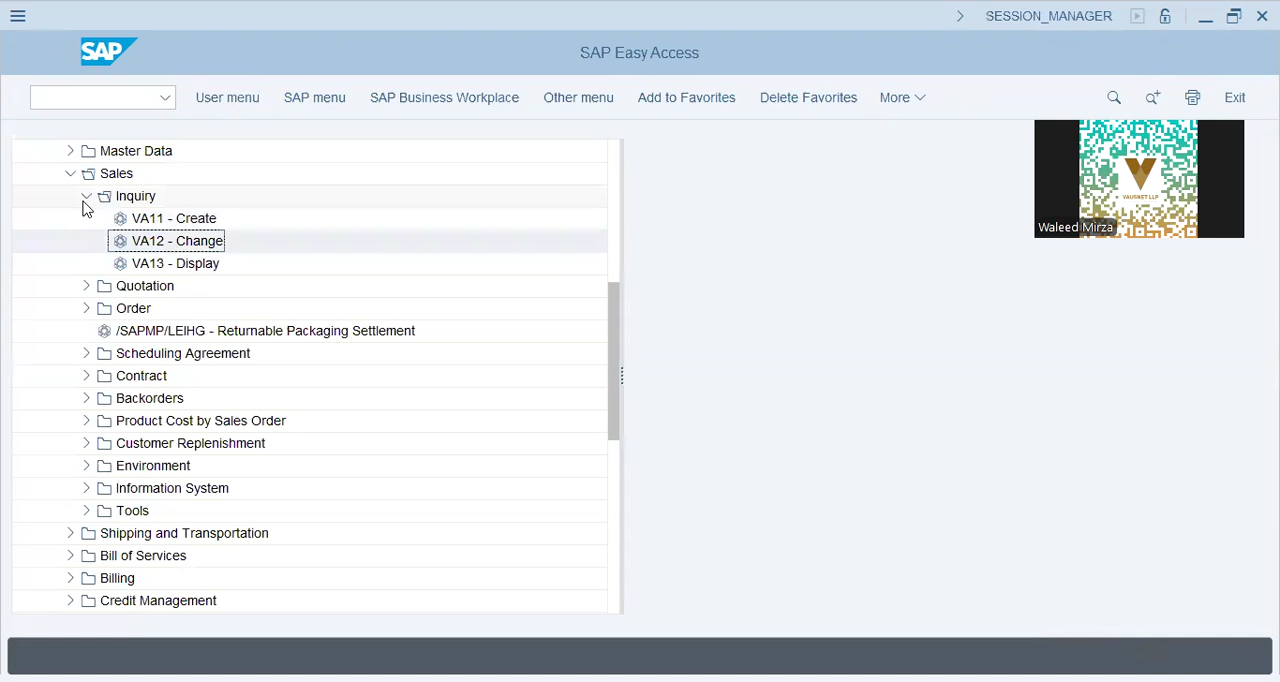 SESSION_MANAGER
SAP
SAP Easy Access
User menu SAP menu SAP Business Workplace Other menu Add to Favorites Delete Favorites More Exit
Master Data
Sales
Inquiry
VA11 - Create
VA12 - Change
VA13 - Display
Quotation
Order
/SAPMP/LEIHG - Returnable Packaging Settlement
Scheduling Agreement
Contract
Backorders
Product Cost by Sales Order
Customer Replenishment
Environment
Information System
Tools
Shipping and Transportation
Bill of Services
Billing
Credit Management
VAUSNET LLP
Waleed Mirza